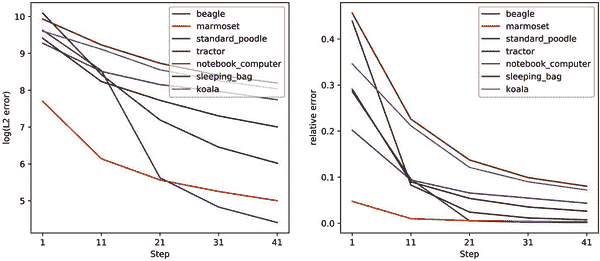 10
9
8
7
6
5
log(L2 error)
1
11
21
31
41
Step
beagle
marmoset
standard_poodle
tractor
notebook_computer
sleeping_bag
koala
0.4
0.3
0.2
0.1
0.0
relative error
1
11
21
31
41
Step
beagle
marmoset
standard_poodle
tractor
notebook_computer
sleeping_bag
koala